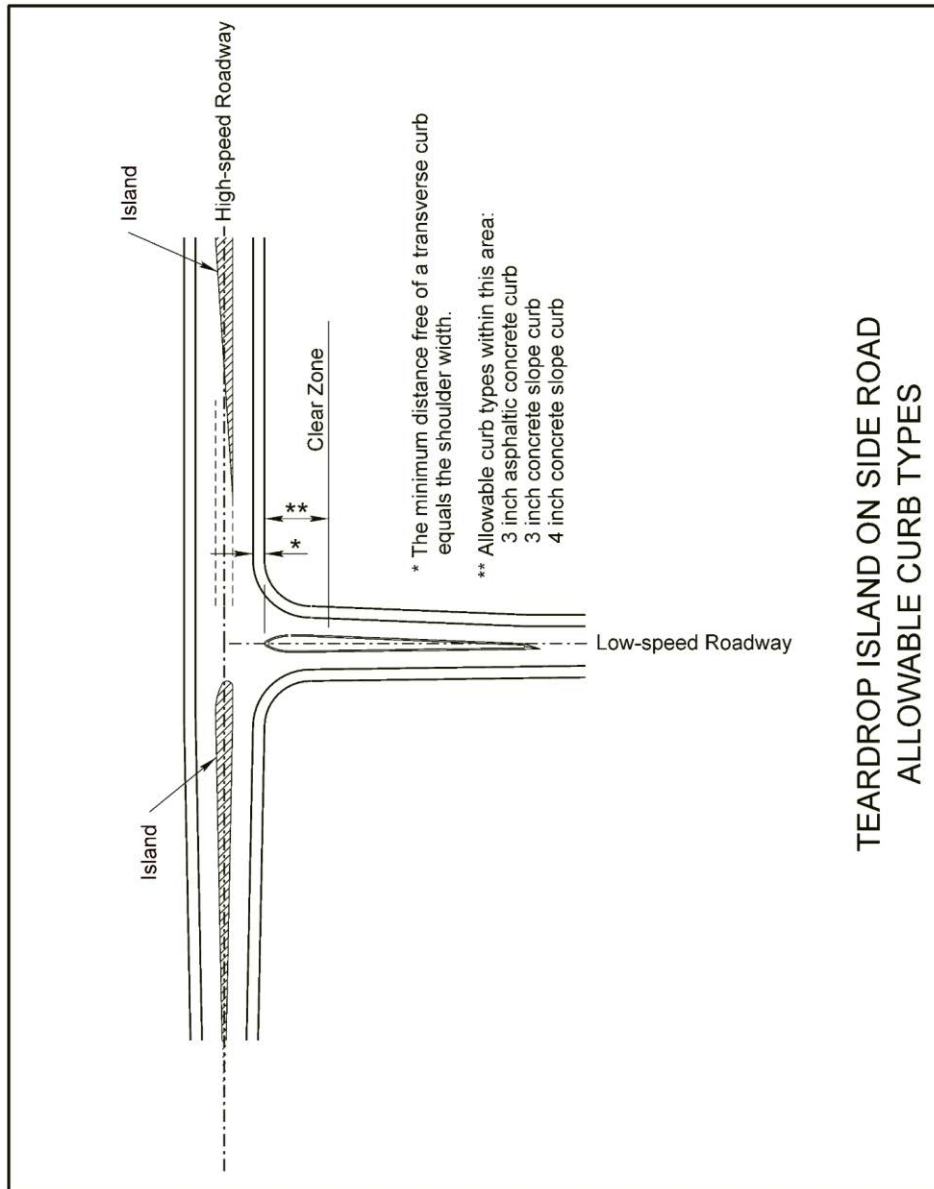 Island
High-speed Roadway
Island
Clear Zone
**
*
* The minimum distance free of a transverse curb
equals the shoulder width.
** Allowable curb types within this area:
3 inch asphaltic concrete curb
3 inch concrete slope curb
4 inch concrete slope curb
Low-speed Roadway
TEARDROP ISLAND ON SIDE ROAD
ALLOWABLE CURB TYPES